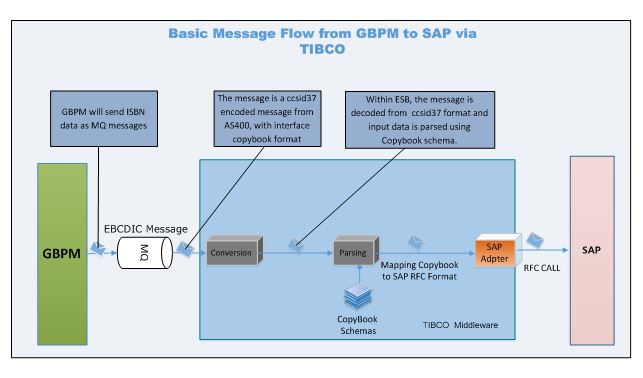 Basic Message Flow from GBPM to SAP via
TIBCO
GBPM will send ISBN
data as MQ messages
The message is a ccsid37
encoded message from
AS400, with interface
copybook format
Within ESB, the message is
decoded from ccsid37 format and
input data is parsed using
Copybook schema.
GBPM
EBCDIC Message
MQ
Conversion
Parsing
Mapping Copybook
to SAP RFC Format
SAP
Adpter
RFC CALL
SAP
CopyBook
Schemas
TIBCO Middleware